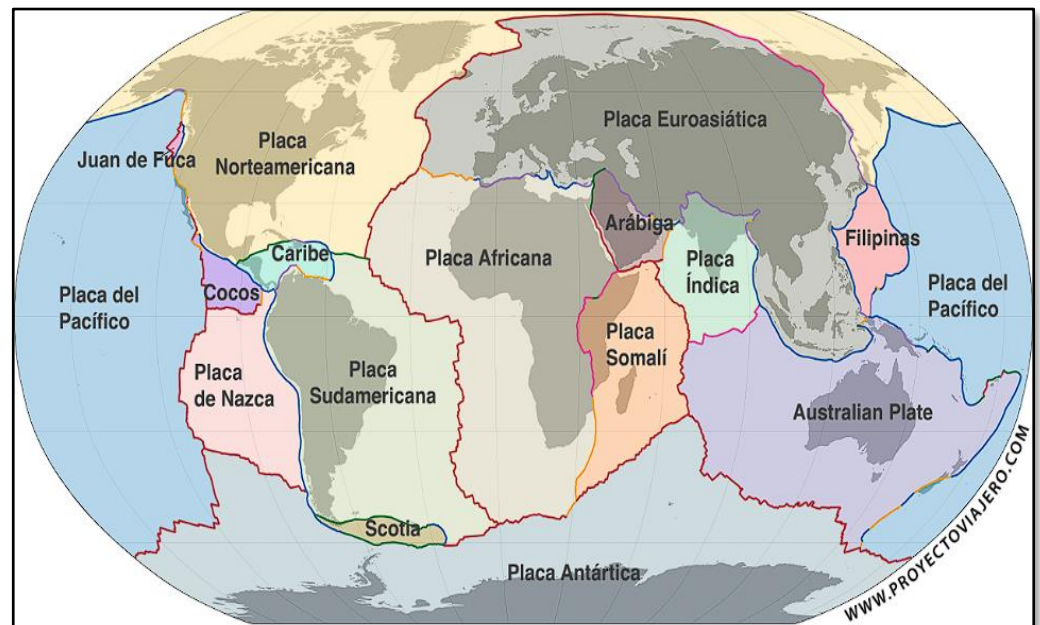 Juan de Fuca
Placa
Norteamericana
Placa Euroasiática
Caribe
Cocos
Placa del
Pacífico
Placa Africana
Arábiga
Placa
Índica
Filipinas
Placa del
Pacífico
Placa
de Nazca
Placa
Sudamericana
Placa
Somalí
Australian Plate
Scotia
Placa Antártica
WWW.PROYECTOVIAJERO.COM